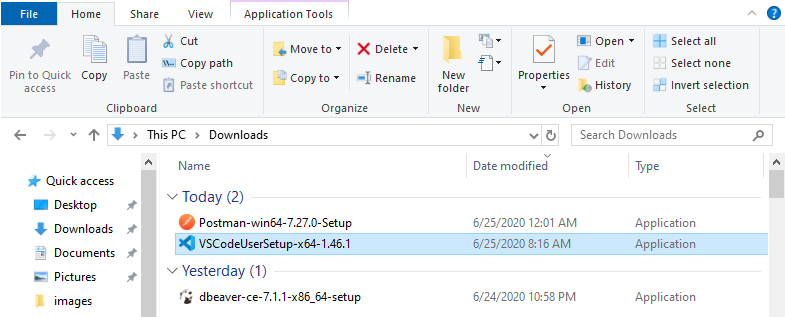 File Home Share View Application Tools
Pin to Quick access
Copy
Paste
Cut
Copy path
Paste shortcut
Clipboard
Move to
Copy to
Delete
Rename
Organize
New folder
New
Properties
Open
Edit
History
Open
Select all
Select none
Invert selection
Select
This PC Downloads Search Downloads
Quick access
Desktop
Downloads
Documents
Pictures
images
Name Date modified Type
Today (2)
Postman-win64-7.27.0-Setup 6/25/2020 12:01 AM Application
VSCodeUserSetup-x64-1.46.1 6/25/2020 8:16 AM Application
Yesterday (1)
dbeaver-ce-7.1.1-x86_64-setup 6/24/2020 10:58 PM Application